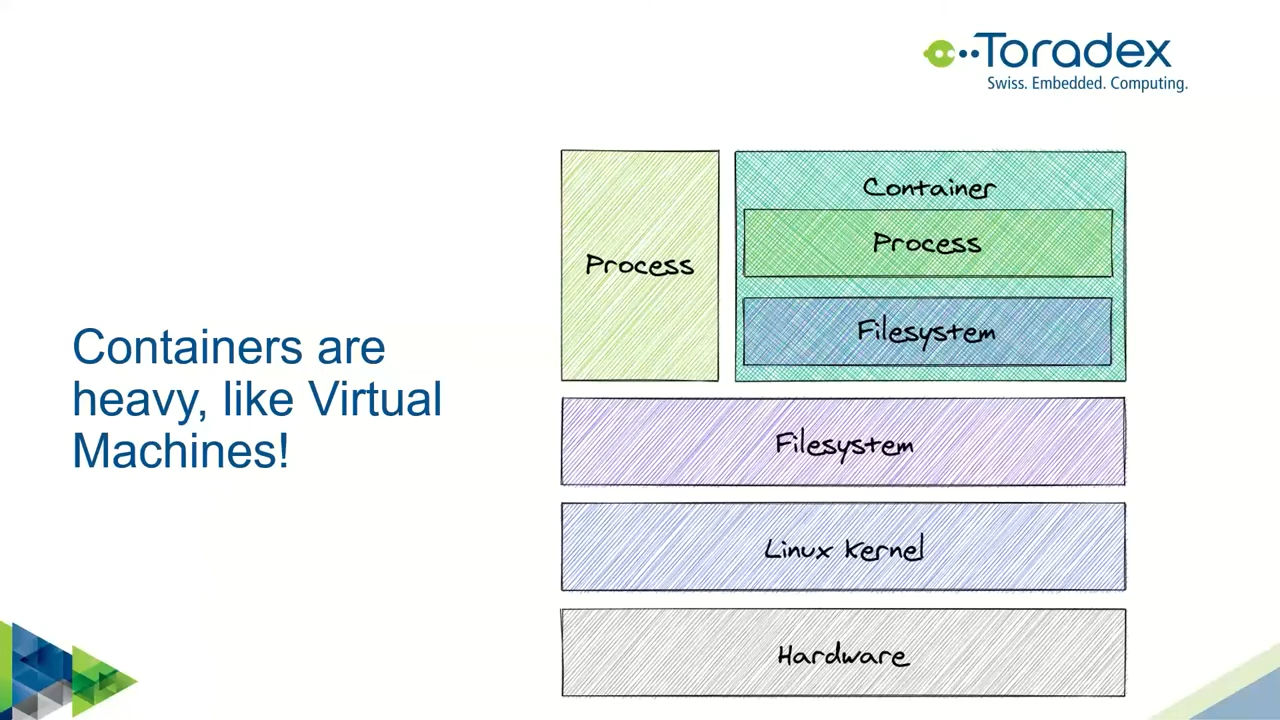 Toradex
Swiss. Embedded. Computing.
Containers are
heavy, like Virtual
Machines!
Process
Container
Process
Filesystem
Filesystem
Linux Kernel
Hardware